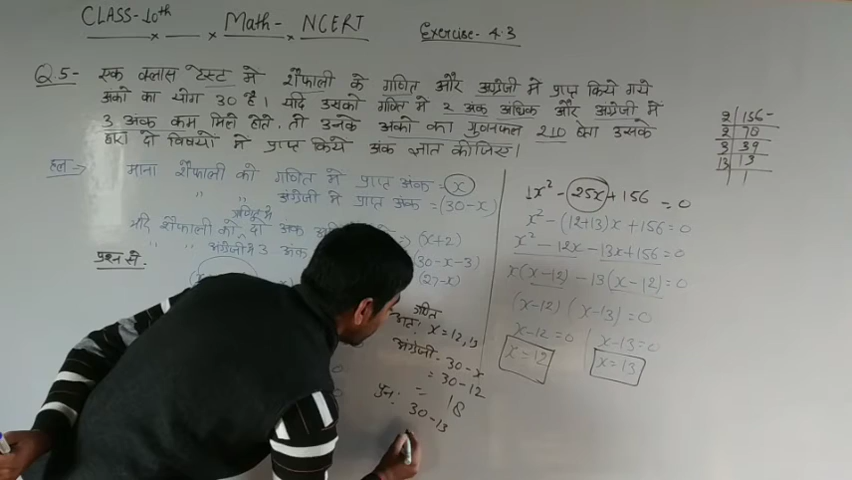 CLASS-10th Math- NCERT Exercise- 4.3
Q.5- एक क्लास टेस्ट में शैफाली के गणित और अंग्रेजी में प्राप्त किये गये
अंको का योग 30 है। यदि उसको गणित में 2 अंक अधिक और अंग्रेजी में
3 अंक कम मिले होते, तो उनके अंको का गुणनफल 210 होता उसके
द्वारा दो विषयों में प्राप्त किये अंक ज्ञात कीजिए।
2 | 156-
2 | 78
3 | 39
13 | 13
1
हल → माना शैफाली को गणित में प्राप्त अंक = x
" " अंग्रेजी में प्राप्त अंक = (30-x)
गणित में
यदि शैफाली को दो अंक
(x+2)
" " अंग्रेजी में 3 अंक
(30-x-3)
(27-x)
प्रश्न से.
गणित
अतः x = 12, 13
अंग्रेजी - 30-x
= 30-12
= 18
पुनः
30-13
1x² - 25x + 156 = 0
x² - (12+13)x + 156 = 0
x² - 12x - 13x + 156 = 0
x(x-12) - 13(x-12) = 0
(x-12) (x-13) = 0
x-12 = 0 | x-13 = 0
x = 12 x = 13